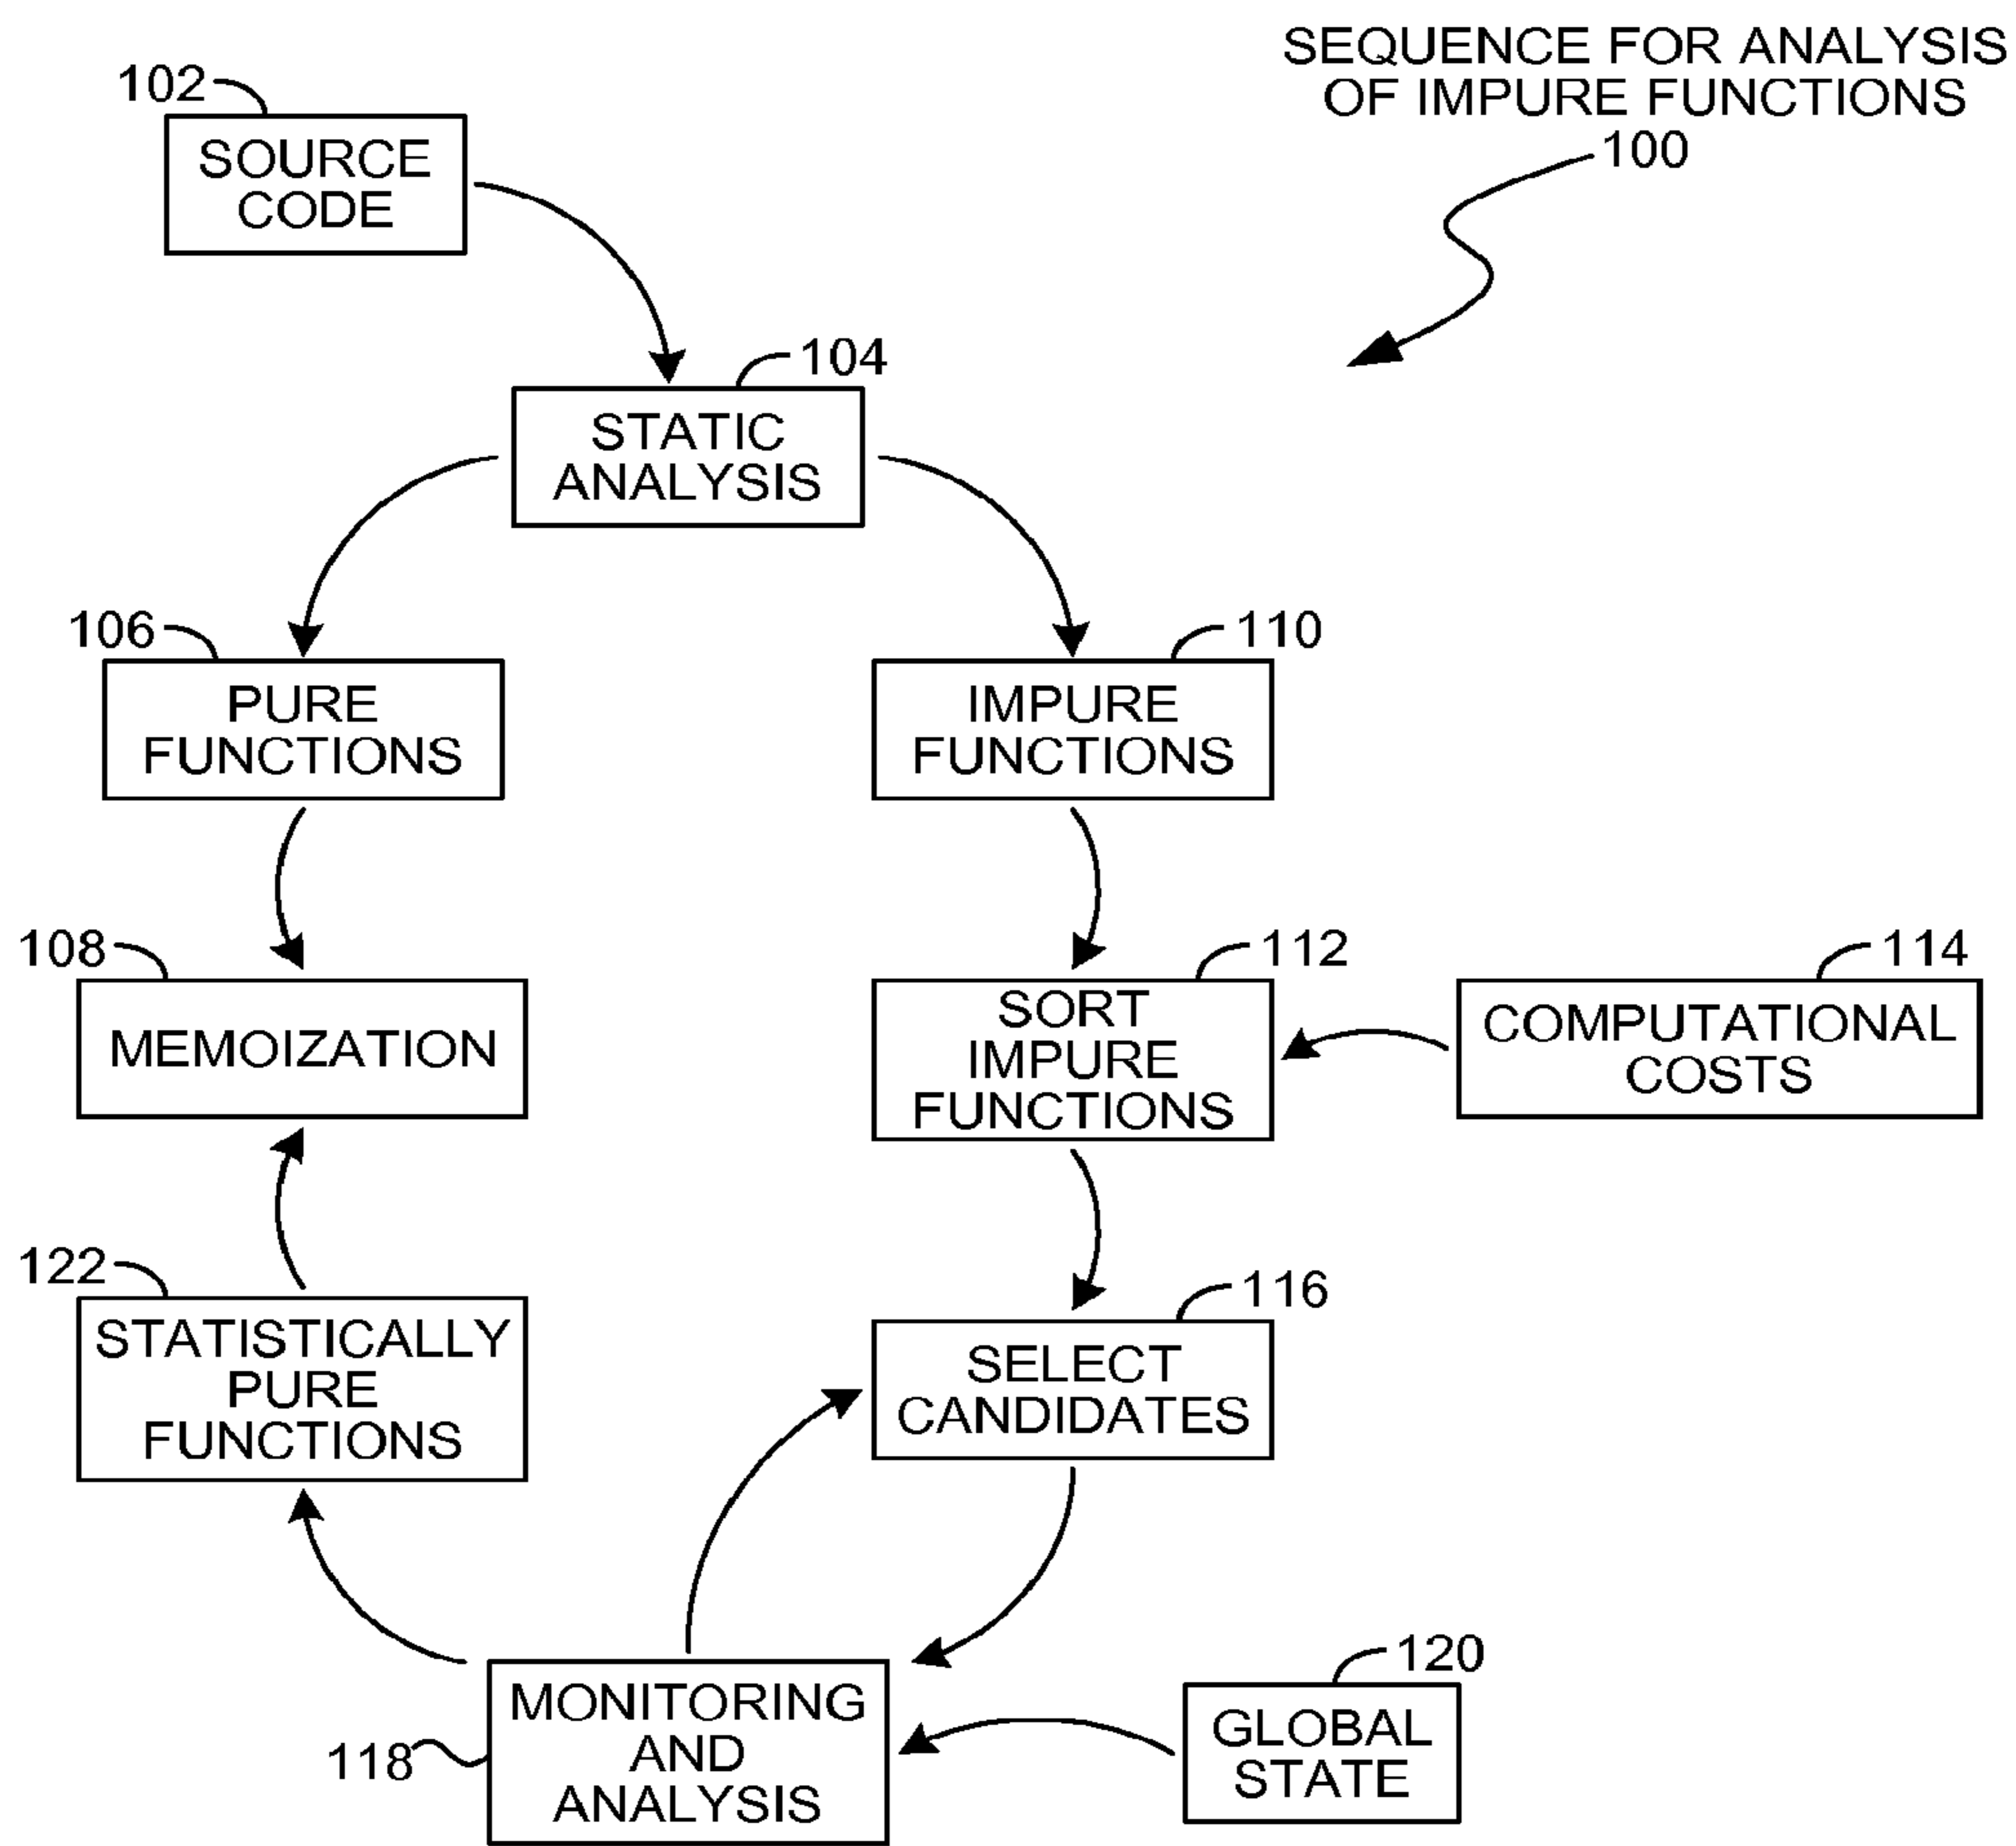 SEQUENCE FOR ANALYSIS
OF IMPURE FUNCTIONS
100
102
SOURCE
CODE
104
STATIC
ANALYSIS
106
PURE
FUNCTIONS
110
IMPURE
FUNCTIONS
108
MEMOIZATION
112
SORT
IMPURE
FUNCTIONS
114
COMPUTATIONAL
COSTS
122
STATISTICALLY
PURE
FUNCTIONS
116
SELECT
CANDIDATES
118
MONITORING
AND
ANALYSIS
120
GLOBAL
STATE